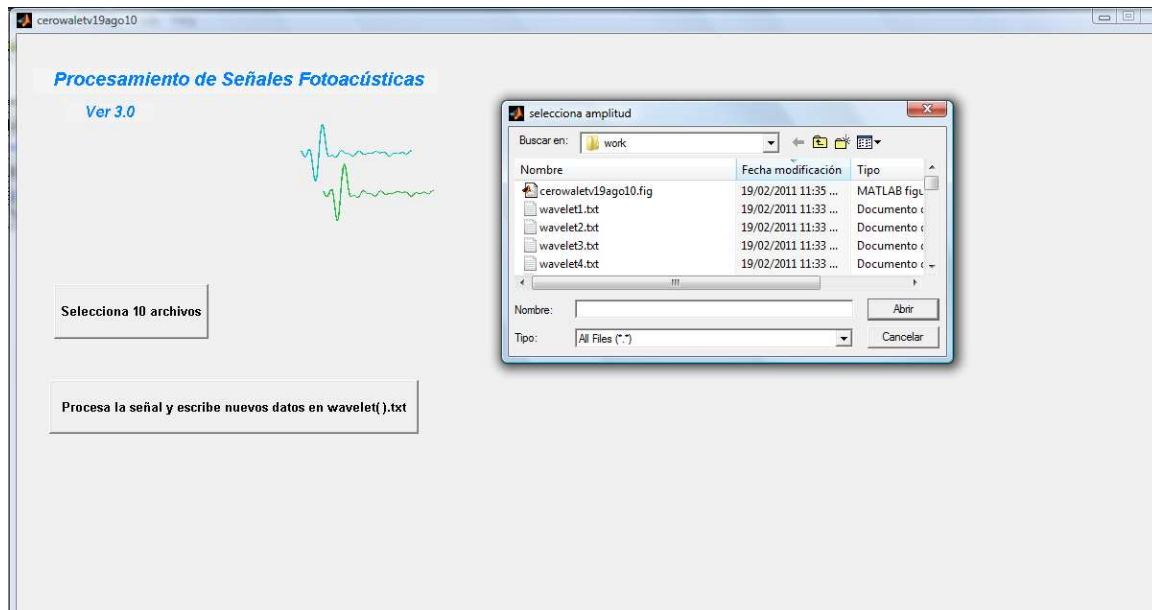 cerowaletv19ago10
Procesamiento de Señales Fotoacústicas
Ver 3.0
Selecciona 10 archivos
Procesa la señal y escribe nuevos datos en wavelet( ).txt
selecciona amplitud
Buscar en: work
Nombre Fecha modificación Tipo
cerowaletv19ago10.fig 19/02/2011 11:35 ... MATLAB figu
wavelet1.txt 19/02/2011 11:33 ... Documento d
wavelet2.txt 19/02/2011 11:33 ... Documento d
wavelet3.txt 19/02/2011 11:33 ... Documento d
wavelet4.txt 19/02/2011 11:33 ... Documento d
Nombre: Abrir
Tipo: All Files (*.*) Cancelar